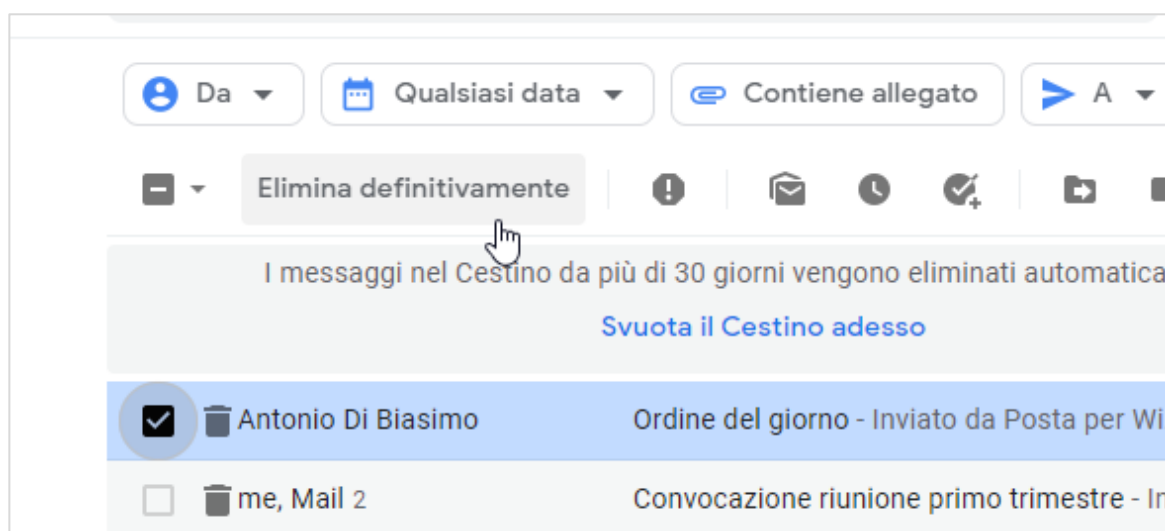 Da Qualsiasi data Contiene allegato A
Elimina definitivamente
I messaggi nel Cestino da più di 30 giorni vengono eliminati automatica
Svuota il Cestino adesso
Antonio Di Biasimo Ordine del giorno - Inviato da Posta per Wi
me, Mail 2 Convocazione riunione primo trimestre - In